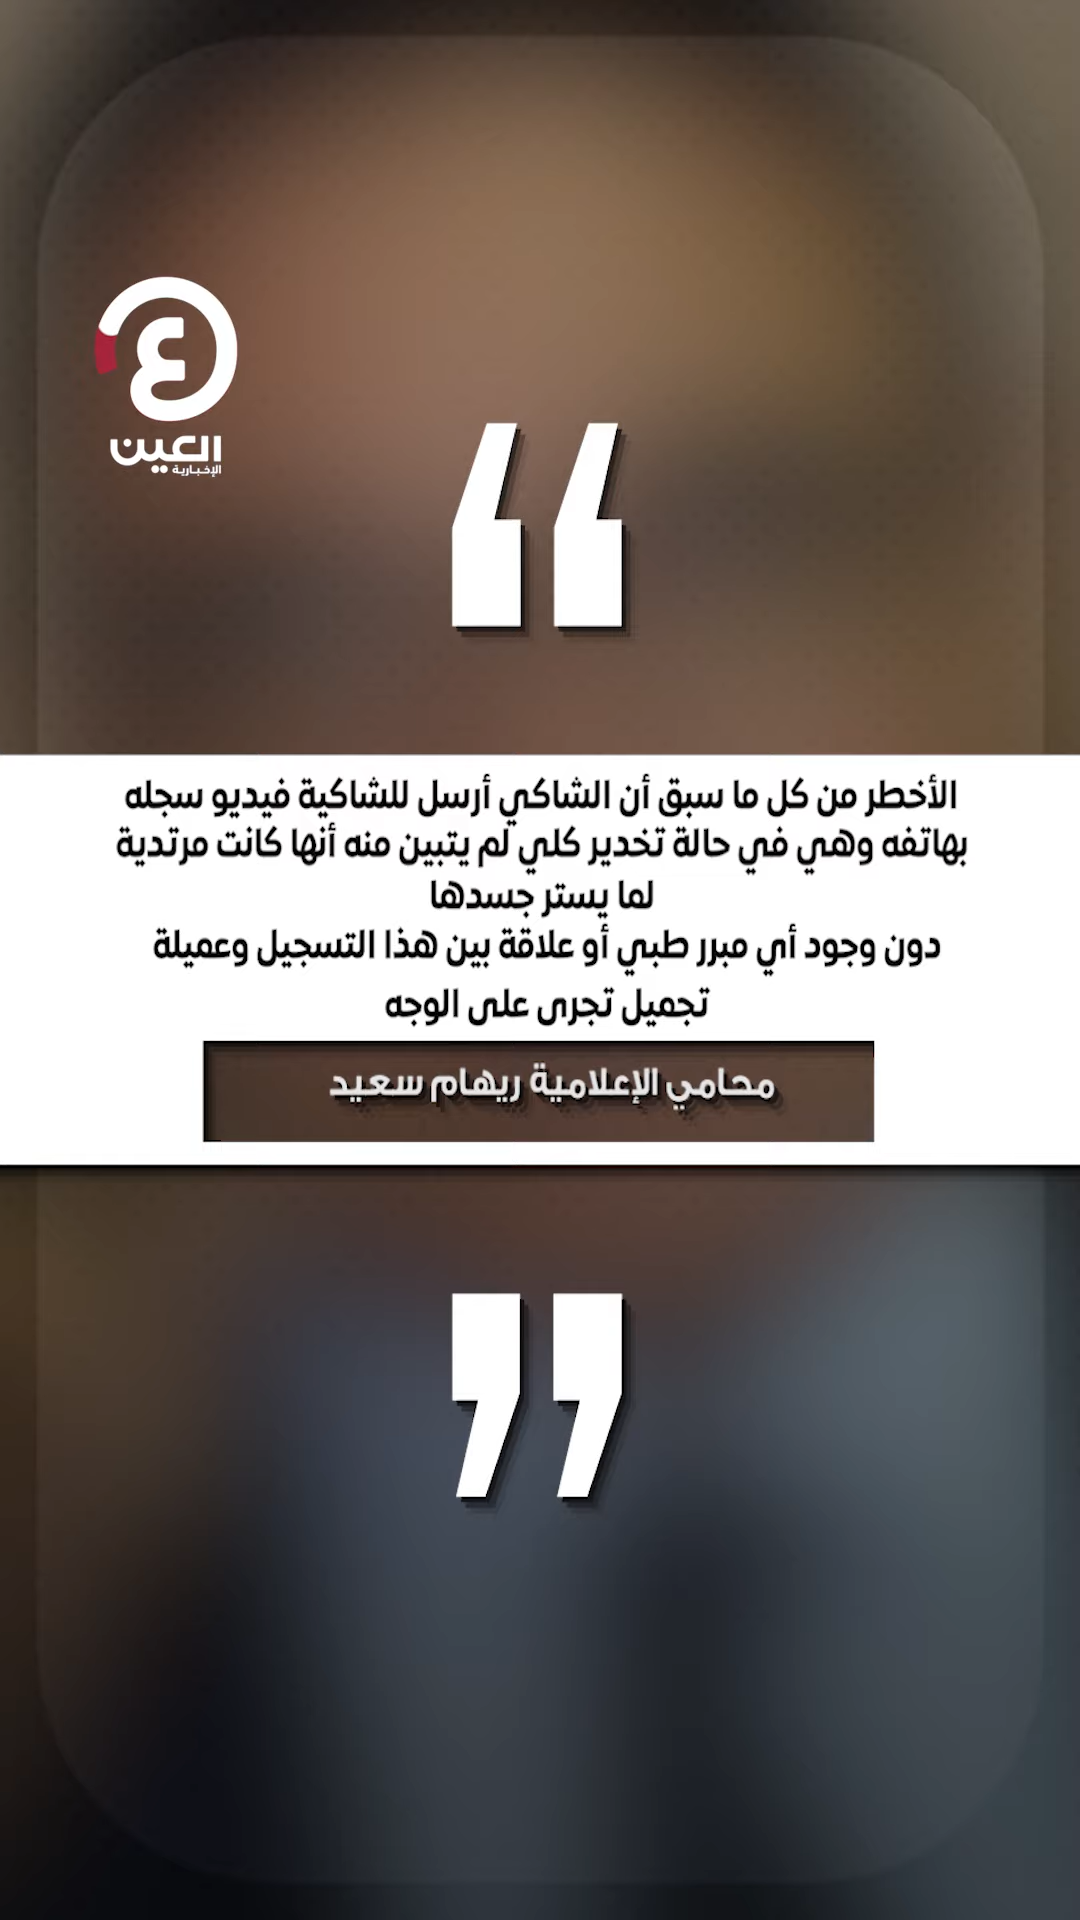 العين
الإخبارية
“
الأخطر من كل ما سبق أن الشاكي أرسل للشاكية فيديو سجله
بهاتفه وهي في حالة تخدير كلي لم يتبين منه أنها كانت مرتدية
لما يستر جسدها
دون وجود أي مبرر طبي أو علاقة بين هذا التسجيل وعميلة
تجميل تجرى على الوجه
محامي الإعلامية ريهام سعيد
”